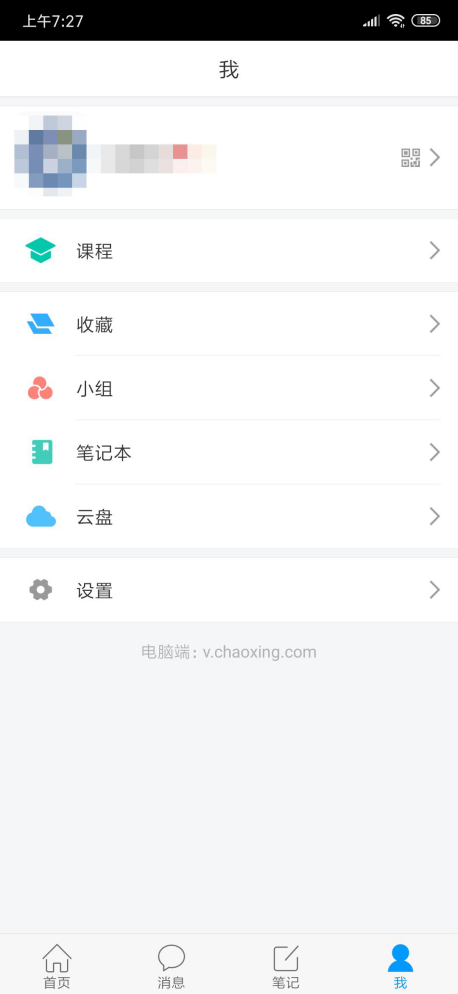 上午7:27
85
我
课程
收藏
小组
笔记本
云盘
设置
电脑端：v.chaoxing.com
首页
消息
笔记
我